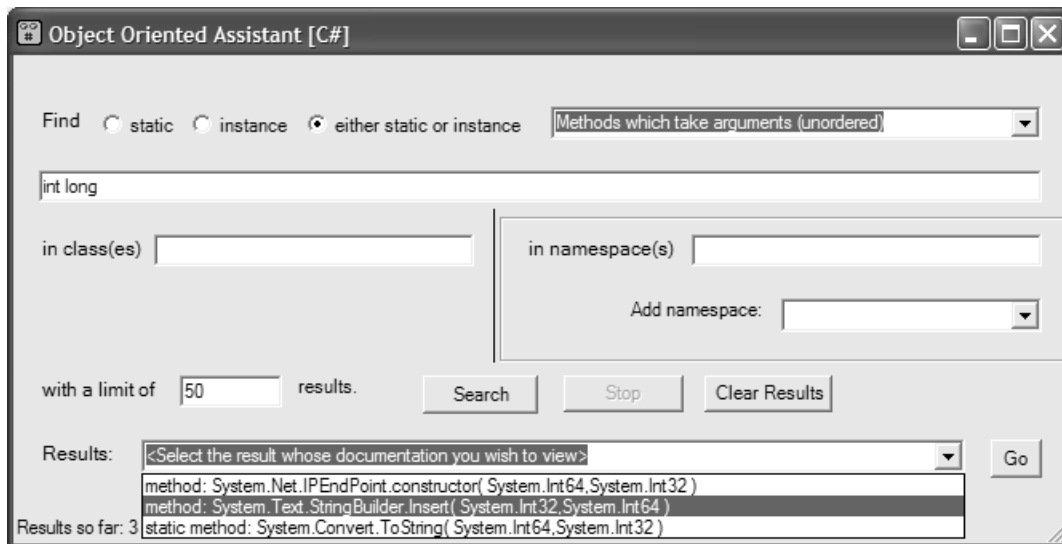 Object Oriented Assistant [C#]
Find static instance either static or instance Methods which take arguments (unordered)
int long
in class(es) in namespace(s)
Add namespace:
with a limit of 50 results. Search Stop Clear Results
Results: <Select the result whose documentation you wish to view> Go
method: System.Net.IPEndPoint.constructor( System.Int64,System.Int32 )
method: System.Text.StringBuilder.Insert( System.Int32,System.Int64 )
Results so far: 3 static method: System.Convert.ToString( System.Int64,System.Int32 )